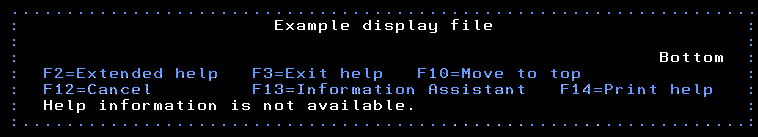 Example display file
Bottom
F2=Extended help F3=Exit help F10=Move to top
F12=Cancel F13=Information Assistant F14=Print help
Help information is not available.